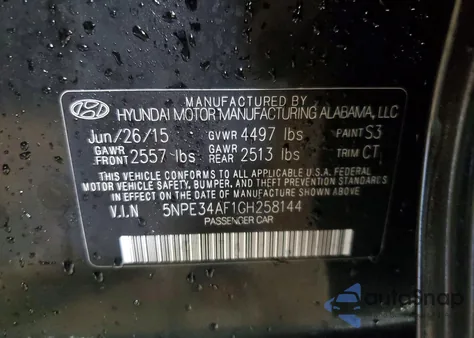 MANUFACTURED BY
HYUNDAI MOTOR MANUFACTURING ALABAMA, LLC
Jun/26/15 GVWR 4497 lbs PAINT S3
GAWR FRONT 2557 lbs GAWR REAR 2513 lbs TRIM CT
THIS VEHICLE CONFORMS TO ALL APPLICABLE U.S.A. FEDERAL
MOTOR VEHICLE SAFETY, BUMPER, AND THEFT PREVENTION STANDARDS
IN EFFECT ON THE DATE OF MANUFACTURE SHOWN ABOVE.
V.I.N 5NPE34AF1GH258144
PASSENGER CAR
autoSnap